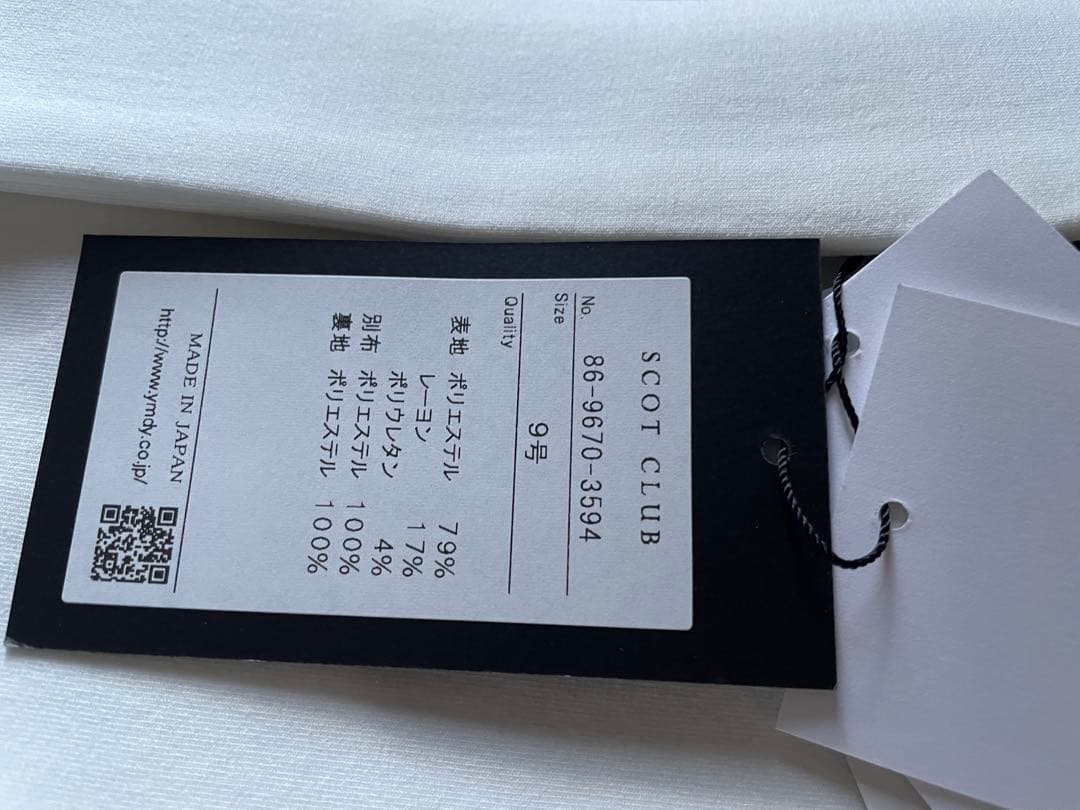 SCOT CLUB
No. 86-9670-3594
Size 9号
Quality
表地 ポリエステル 79%
レーヨン 17%
ポリウレタン 4%
別布 ポリエステル 100%
裏地 ポリエステル 100%
MADE IN JAPAN
http://www.ymdy.co.jp/